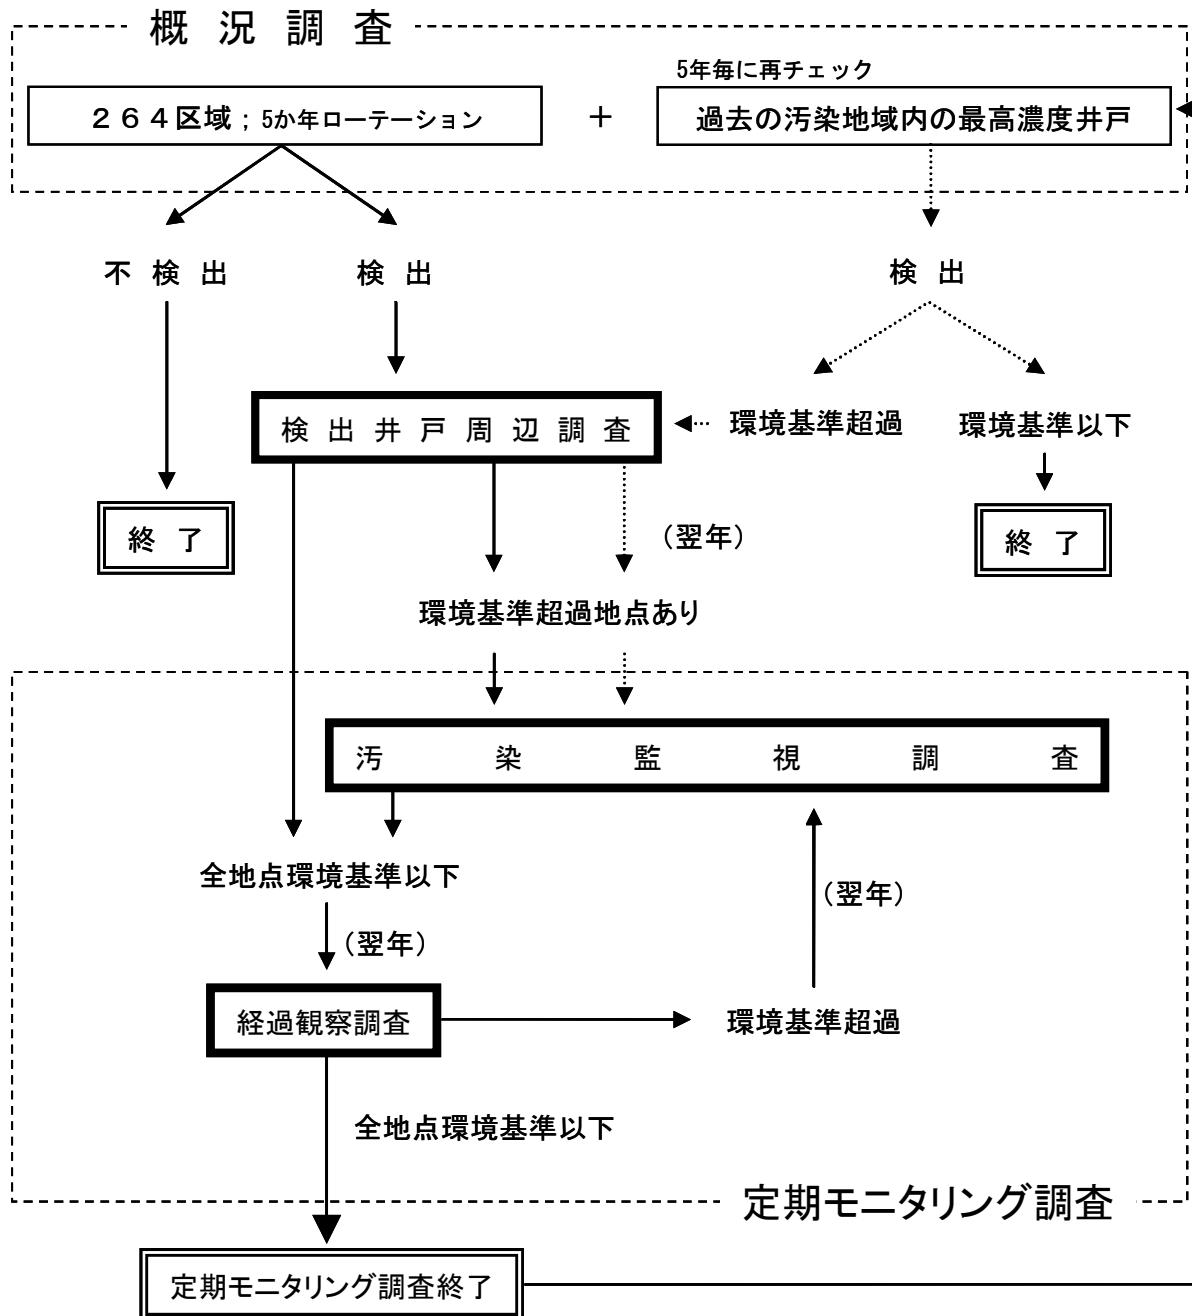 概況調査
5年毎に再チェック
264区域;5か年ローテーション
+
過去の汚染地域内の最高濃度井戸
不検出
検出
検出
検出井戸周辺調査
環境基準超過
環境基準以下
終了
(翌年)
終了
環境基準超過地点あり
汚染監視調査
全地点環境基準以下
(翌年)
(翌年)
経過観察調査
環境基準超過
全地点環境基準以下
定期モニタリング調査
定期モニタリング調査終了